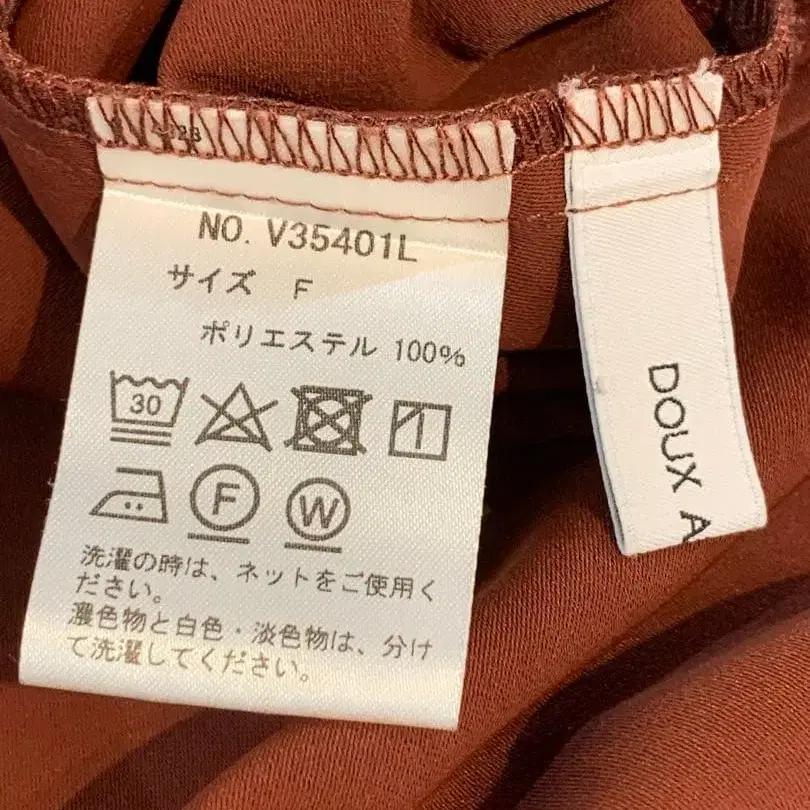 NO. V35401L
サイズ F
ポリエステル 100%
30
F
W
洗濯の時は、ネットをご使用く
ださい。
濃色物と白色・淡色物は、分け
て洗濯してください。
DOUX A